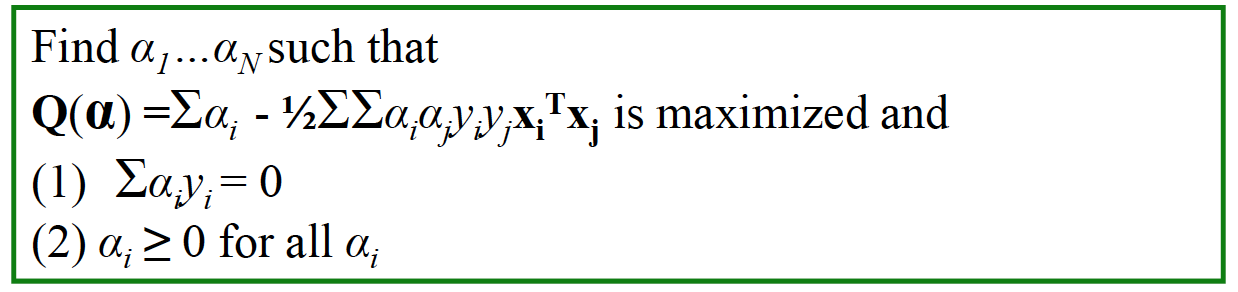 Find α₁...α_N such that
Q(α) =Σαᵢ - ½ΣΣαᵢαⱼyᵢyⱼxᵢᵀxⱼ is maximized and
(1) Σαᵢyᵢ = 0
(2) αᵢ ≥ 0 for all αᵢ